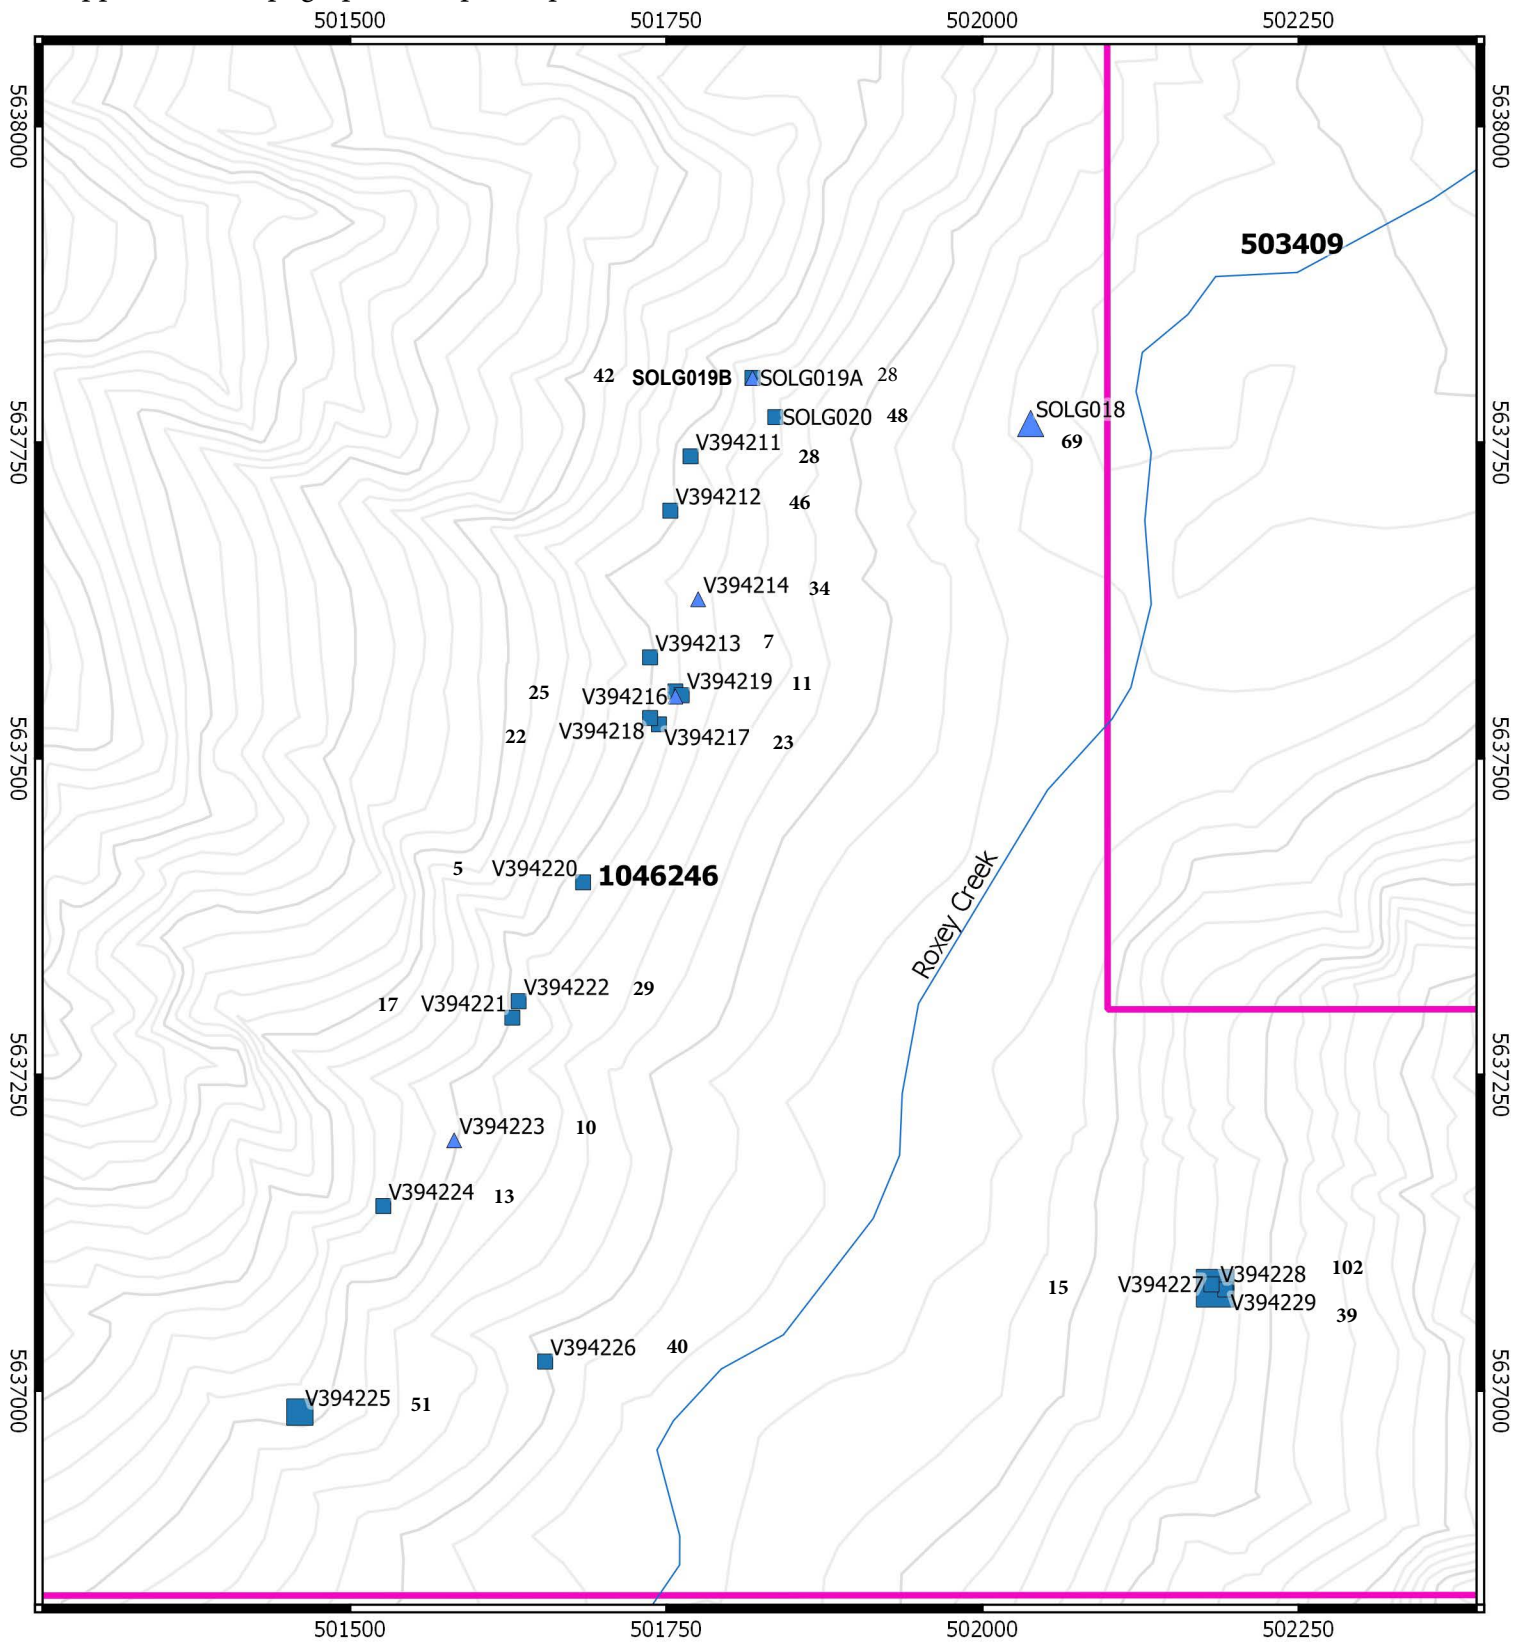 501500 501750 502000 502250
5638000 5638000
503409
42 SOLG019B SOLG019A 28
SOLG020 48
SOLG018
69
V394211
28
5637750 5637750
V394212 46
V394214 34
V394213 7
V394219 11
25 V394216
22 V394218 V394217 23
5637500 5637500
5 V394220 1046246
Roxey Creek
V394222 29
17 V394221
5637250 5637250
V394223 10
V394224 13
V394228 102
15 V394227
V394229 39
V394226 40
V394225 51
5637000 5637000
501500 501750 502000 502250